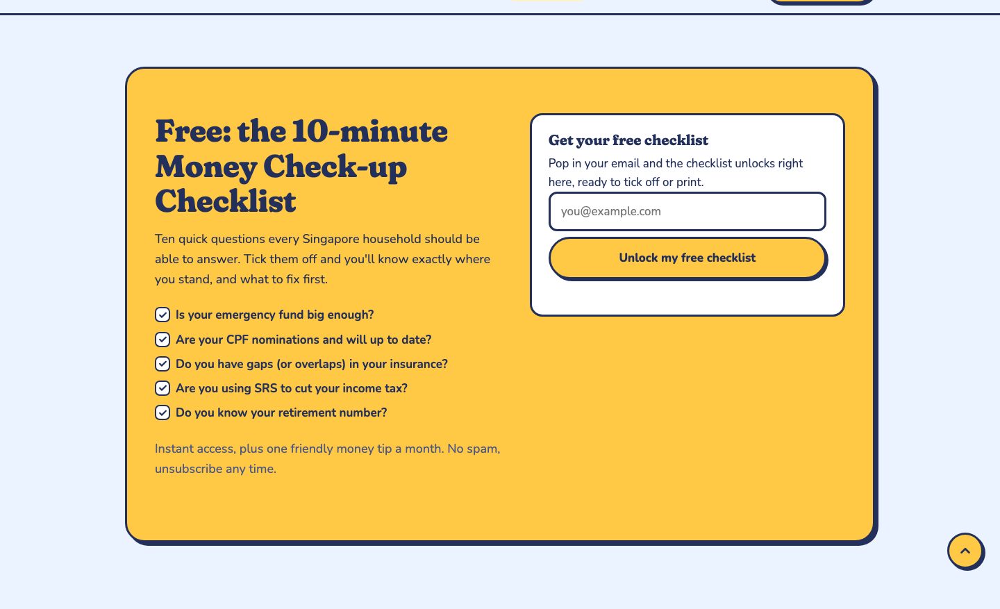 Free: the 10-minute
Money Check-up
Checklist
Ten quick questions every Singapore household should be
able to answer. Tick them off and you'll know exactly where
you stand, and what to fix first.
Is your emergency fund big enough?
Are your CPF nominations and will up to date?
Do you have gaps (or overlaps) in your insurance?
Are you using SRS to cut your income tax?
Do you know your retirement number?
Instant access, plus one friendly money tip a month. No spam,
unsubscribe any time.
Get your free checklist
Pop in your email and the checklist unlocks right
here, ready to tick off or print.
you@example.com
Unlock my free checklist